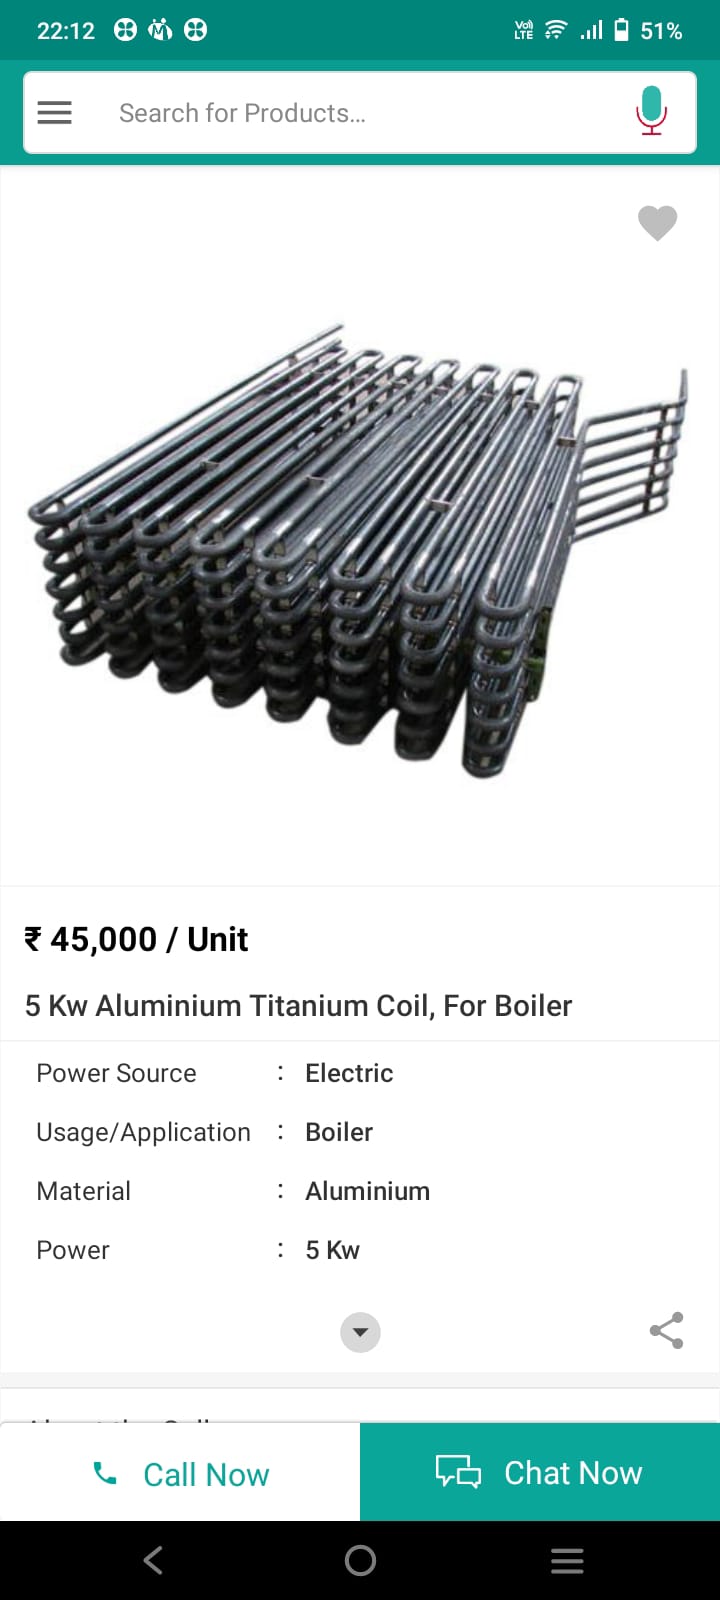 22:12
Vo)) LTE
51%
Search for Products...
₹ 45,000 / Unit
5 Kw Aluminium Titanium Coil, For Boiler
Power Source : Electric
Usage/Application : Boiler
Material : Aluminium
Power : 5 Kw
Call Now
Chat Now